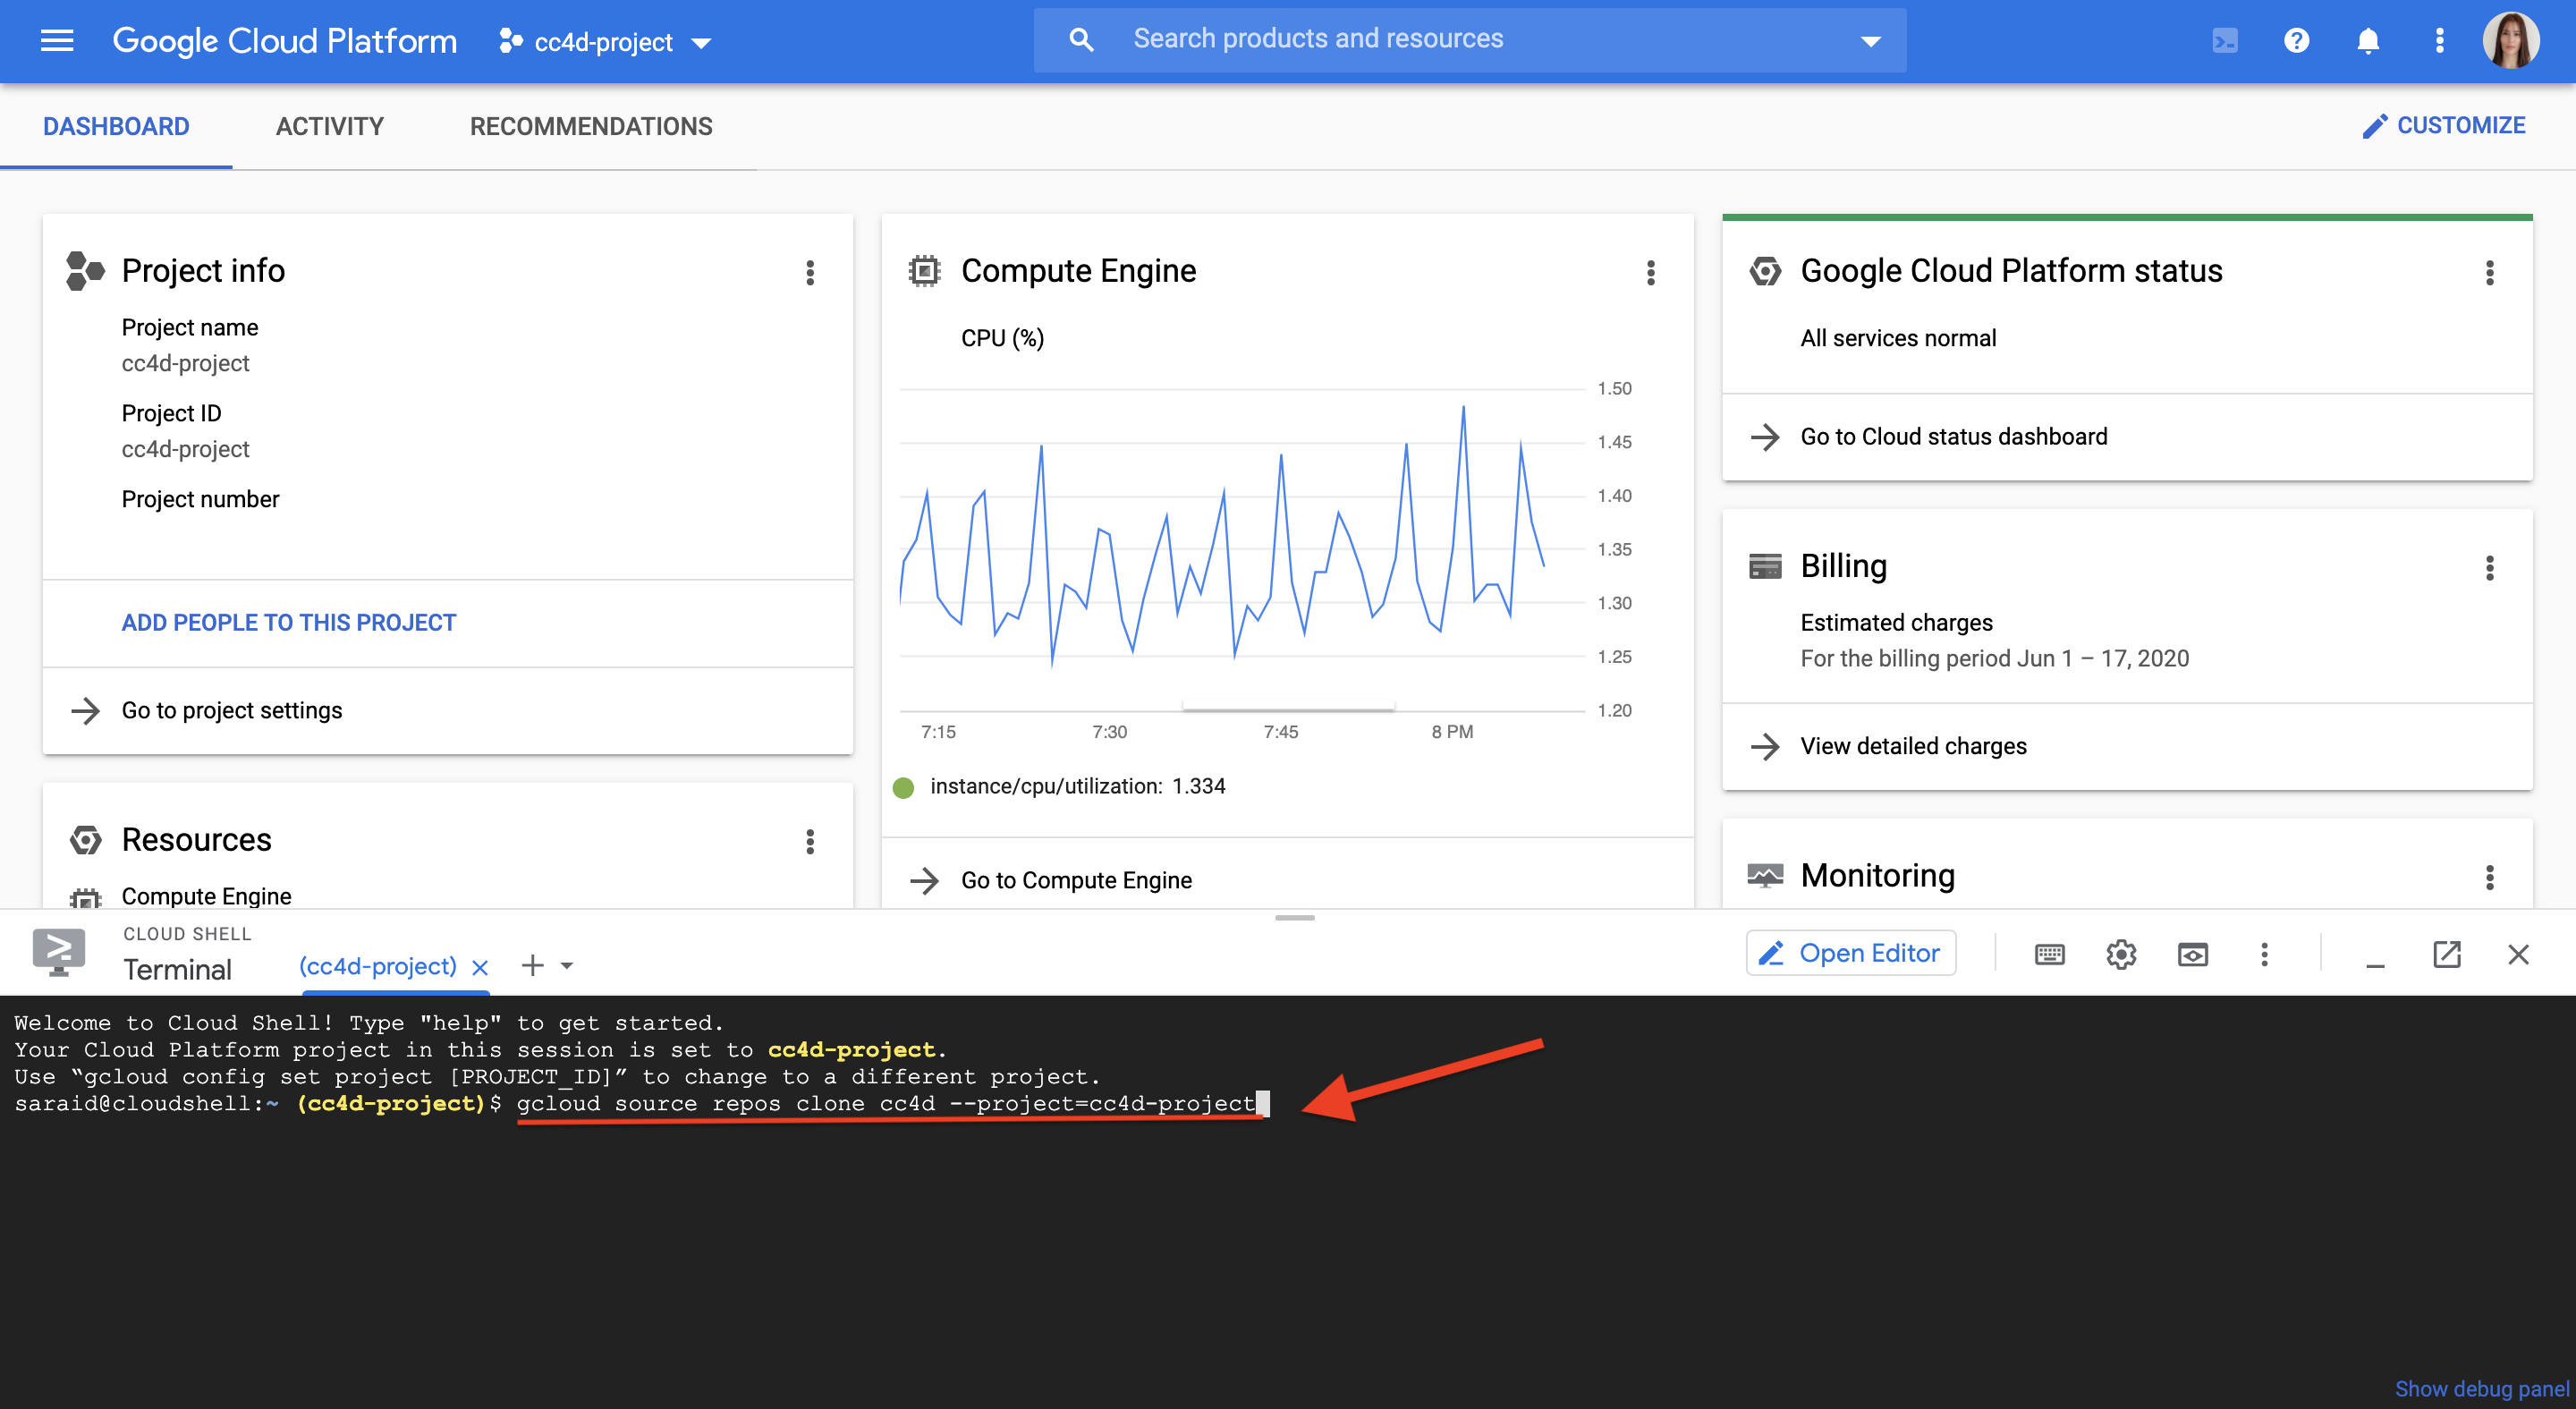 Google Cloud Platform
cc4d-project
Search products and resources
DASHBOARD
ACTIVITY
RECOMMENDATIONS
CUSTOMIZE
Project info
Project name
cc4d-project
Project ID
cc4d-project
Project number
ADD PEOPLE TO THIS PROJECT
Go to project settings
Resources
Compute Engine
Compute Engine
CPU (%)
1.50
1.45
1.40
1.35
1.30
1.25
1.20
7:15 7:30 7:45 8 PM
instance/cpu/utilization: 1.334
Go to Compute Engine
Google Cloud Platform status
All services normal
Go to Cloud status dashboard
Billing
Estimated charges
For the billing period Jun 1 – 17, 2020
View detailed charges
Monitoring
CLOUD SHELL
Terminal
(cc4d-project)
Open Editor
Welcome to Cloud Shell! Type "help" to get started.
Your Cloud Platform project in this session is set to cc4d-project.
Use “gcloud config set project [PROJECT_ID]” to change to a different project.
saraid@cloudshell:~ (cc4d-project)$ gcloud source repos clone cc4d --project=cc4d-project
Show debug panel